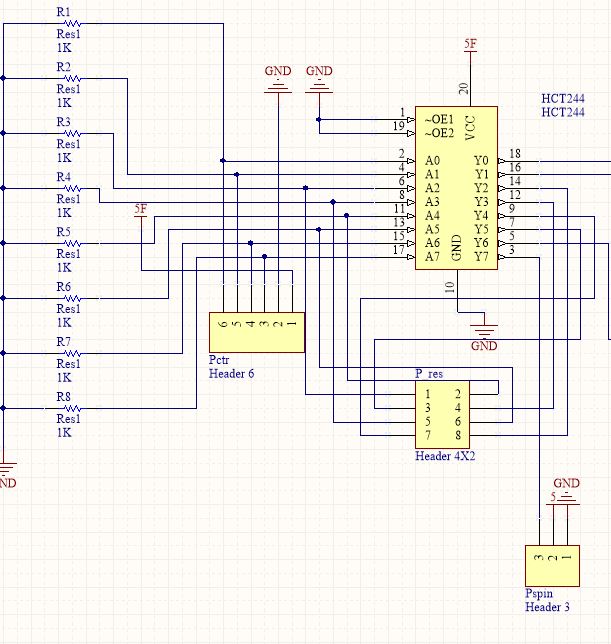 R1
Res1
1K
R2
Res1
1K
R3
Res1
1K
R4
Res1
1K
R5
Res1
1K
R6
Res1
1K
R7
Res1
1K
R8
Res1
1K
ND
5F
GND
GND
5F
HCT244
HCT244
20
VCC
1 ~OE1
19 ~OE2
2 A0 Y0 18
4 A1 Y1 16
6 A2 Y2 14
8 A3 Y3 12
11 A4 Y4 9
13 A5 Y5 7
15 A6 Y6 5
17 A7 Y7 3
GND
10
GND
6 5 4 3 2 1
Pctr
Header 6
P_res
1 2
3 4
5 6
7 8
Header 4X2
GND
5
3 2 1
Pspin
Header 3